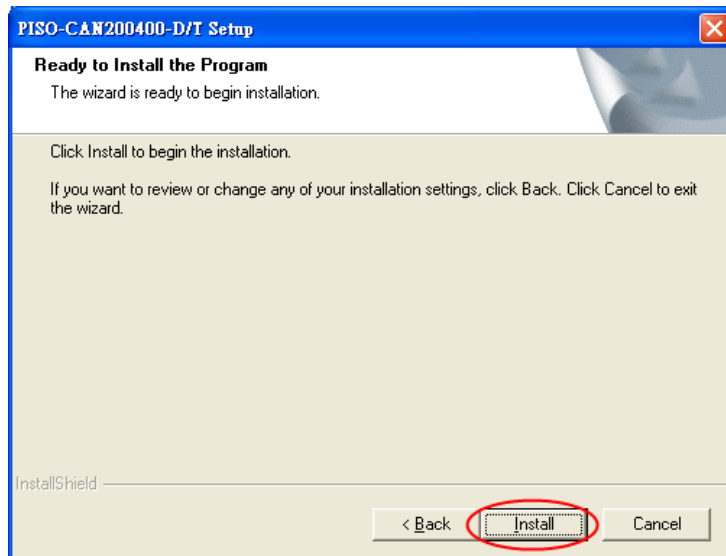 PISO-CAN200400-D/T Setup
Ready to Install the Program
The wizard is ready to begin installation.
Click Install to begin the installation.
If you want to review or change any of your installation settings, click Back. Click Cancel to exit
the wizard.
InstallShield
< Back
Install
Cancel